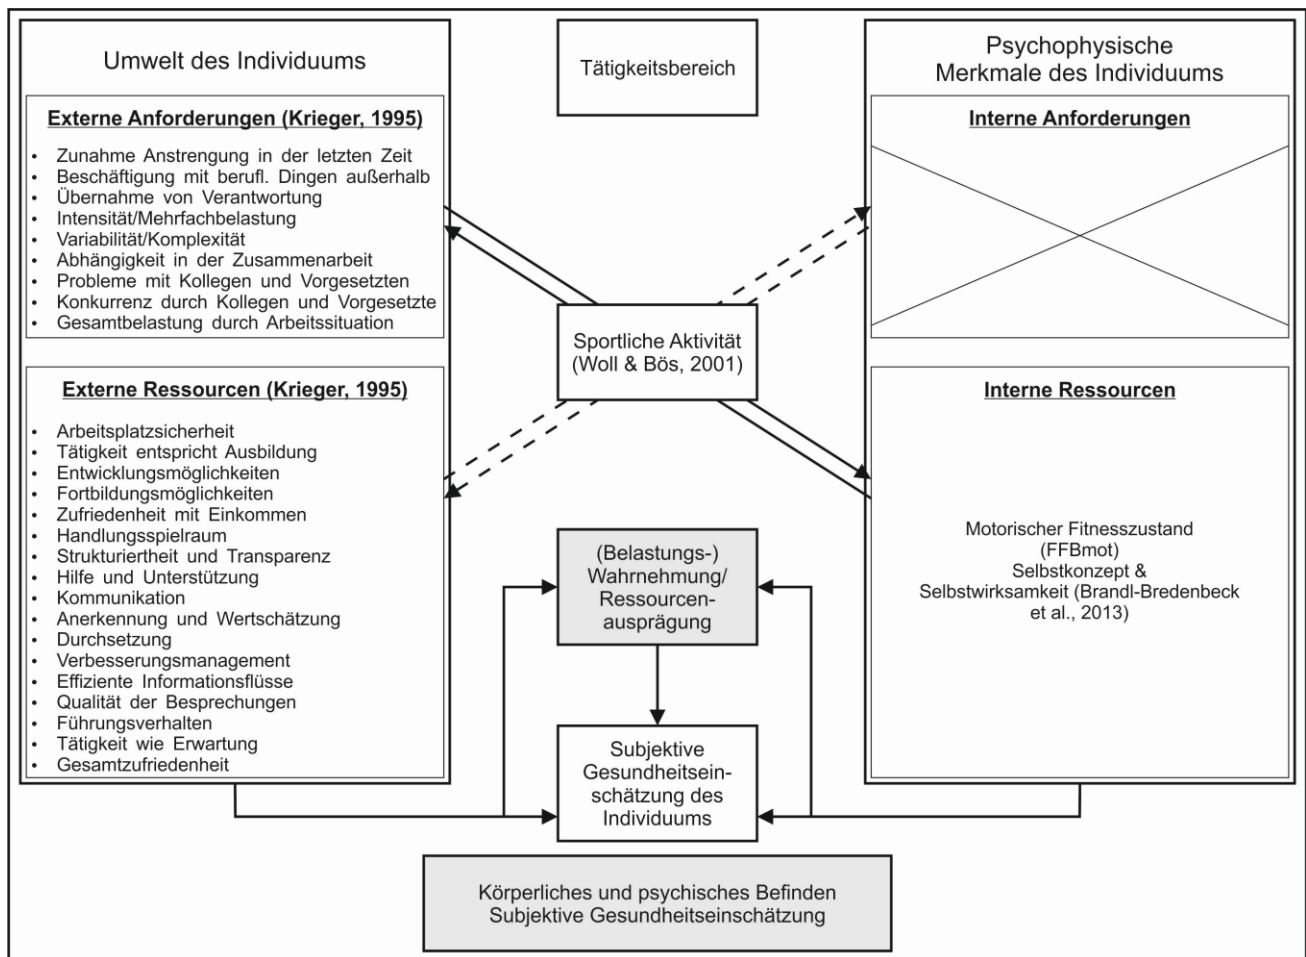 Umwelt des Individuums
Externe Anforderungen (Krieger, 1995)
• Zunahme Anstrengung in der letzten Zeit
• Beschäftigung mit berufl. Dingen außerhalb
• Übernahme von Verantwortung
• Intensität/Mehrfachbelastung
• Variabilität/Komplexität
• Abhängigkeit in der Zusammenarbeit
• Probleme mit Kollegen und Vorgesetzten
• Konkurrenz durch Kollegen und Vorgesetzte
• Gesamtbelastung durch Arbeitssituation
Externe Ressourcen (Krieger, 1995)
• Arbeitsplatzsicherheit
• Tätigkeit entspricht Ausbildung
• Entwicklungsmöglichkeiten
• Fortbildungsmöglichkeiten
• Zufriedenheit mit Einkommen
• Handlungsspielraum
• Strukturiertheit und Transparenz
• Hilfe und Unterstützung
• Kommunikation
• Anerkennung und Wertschätzung
• Durchsetzung
• Verbesserungsmanagement
• Effiziente Informationsflüsse
• Qualität der Besprechungen
• Führungsverhalten
• Tätigkeit wie Erwartung
• Gesamtzufriedenheit
Tätigkeitsbereich
Sportliche Aktivität
(Woll & Bös, 2001)
(Belastungs-)
Wahrnehmung/
Ressourcen-
ausprägung
Subjektive
Gesundheitsein-
schätzung des
Individuums
Körperliches und psychisches Befinden
Subjektive Gesundheitseinschätzung
Psychophysische
Merkmale des Individuums
Interne Anforderungen
Interne Ressourcen
Motorischer Fitnesszustand
(FFBmot)
Selbstkonzept &
Selbstwirksamkeit (Brandl-Bredenbeck
et al., 2013)